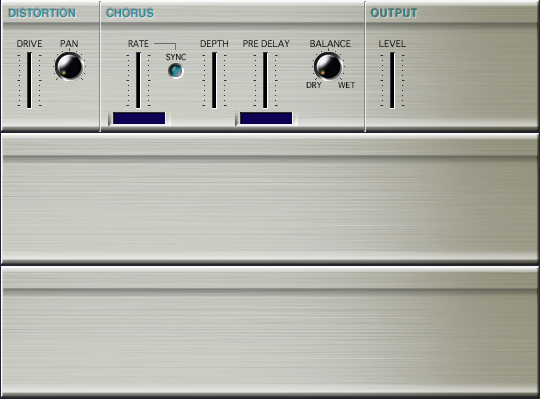 DISTORTION CHORUS OUTPUT
DRIVE PAN RATE DEPTH PRE DELAY BALANCE LEVEL
SYNC
DRY WET